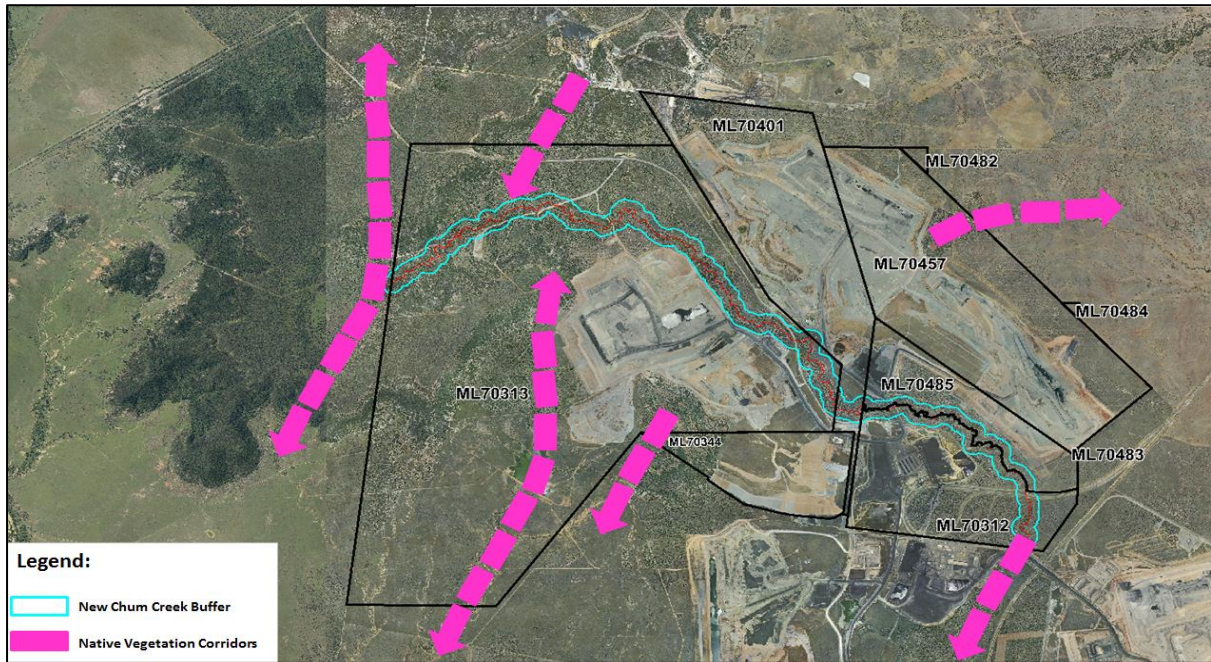 ML70401
ML70482
ML70457
ML70484
ML70485
ML70313
ML70344
ML70483
ML70312
Legend:
New Chum Creek Buffer
Native Vegetation Corridors